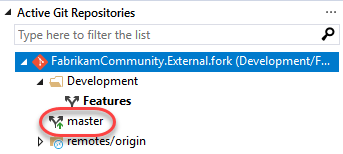 Active Git Repositories
Type here to filter the list
FabrikamCommunity.External.fork (Development/F...
Development
Features
master
remotes/origin